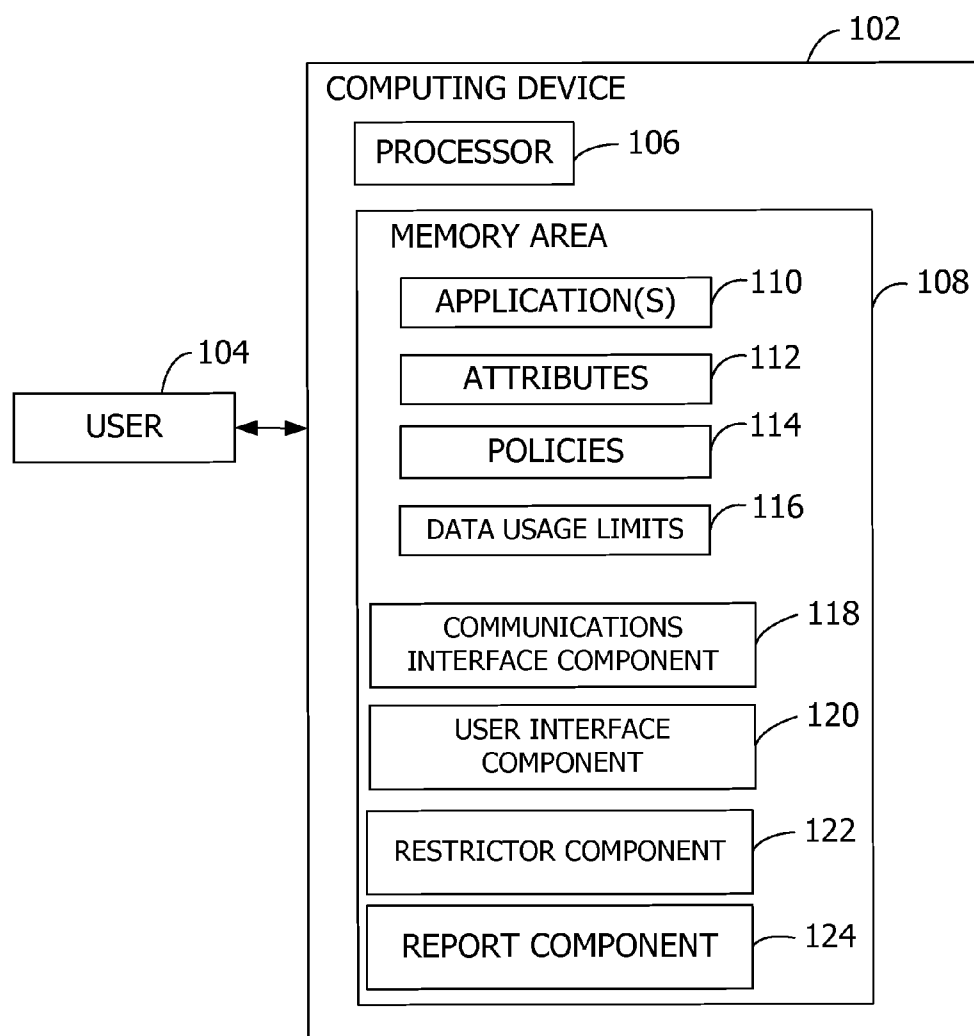 102
COMPUTING DEVICE
PROCESSOR
106
MEMORY AREA
APPLICATION(S)
110
108
104
USER
ATTRIBUTES
112
POLICIES
114
DATA USAGE LIMITS
116
COMMUNICATIONS
INTERFACE COMPONENT
118
USER INTERFACE
COMPONENT
120
RESTRICTOR COMPONENT
122
REPORT COMPONENT
124